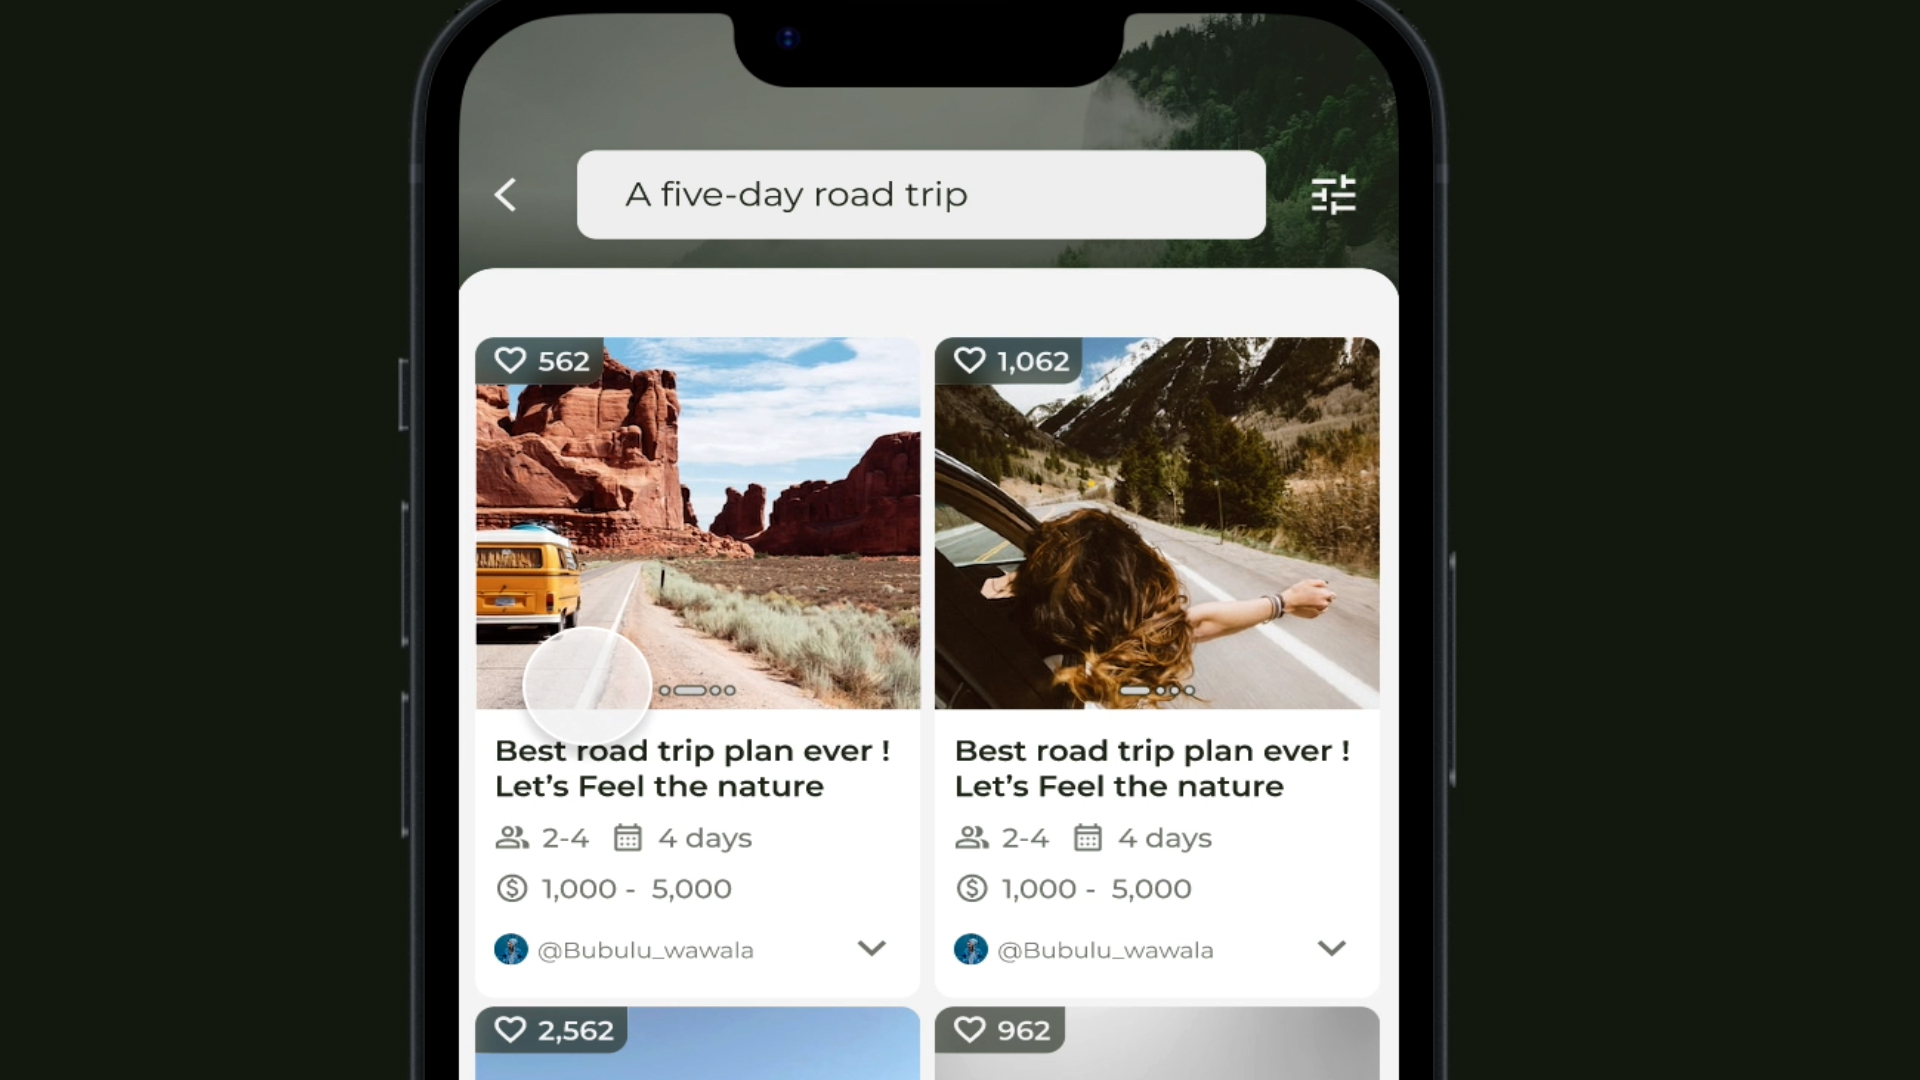 A five-day road trip
562
1,062
Best road trip plan ever !
Let’s Feel the nature
2-4 4 days
1,000 - 5,000
@Bubulu_wawala
Best road trip plan ever !
Let’s Feel the nature
2-4 4 days
1,000 - 5,000
@Bubulu_wawala
2,562
962